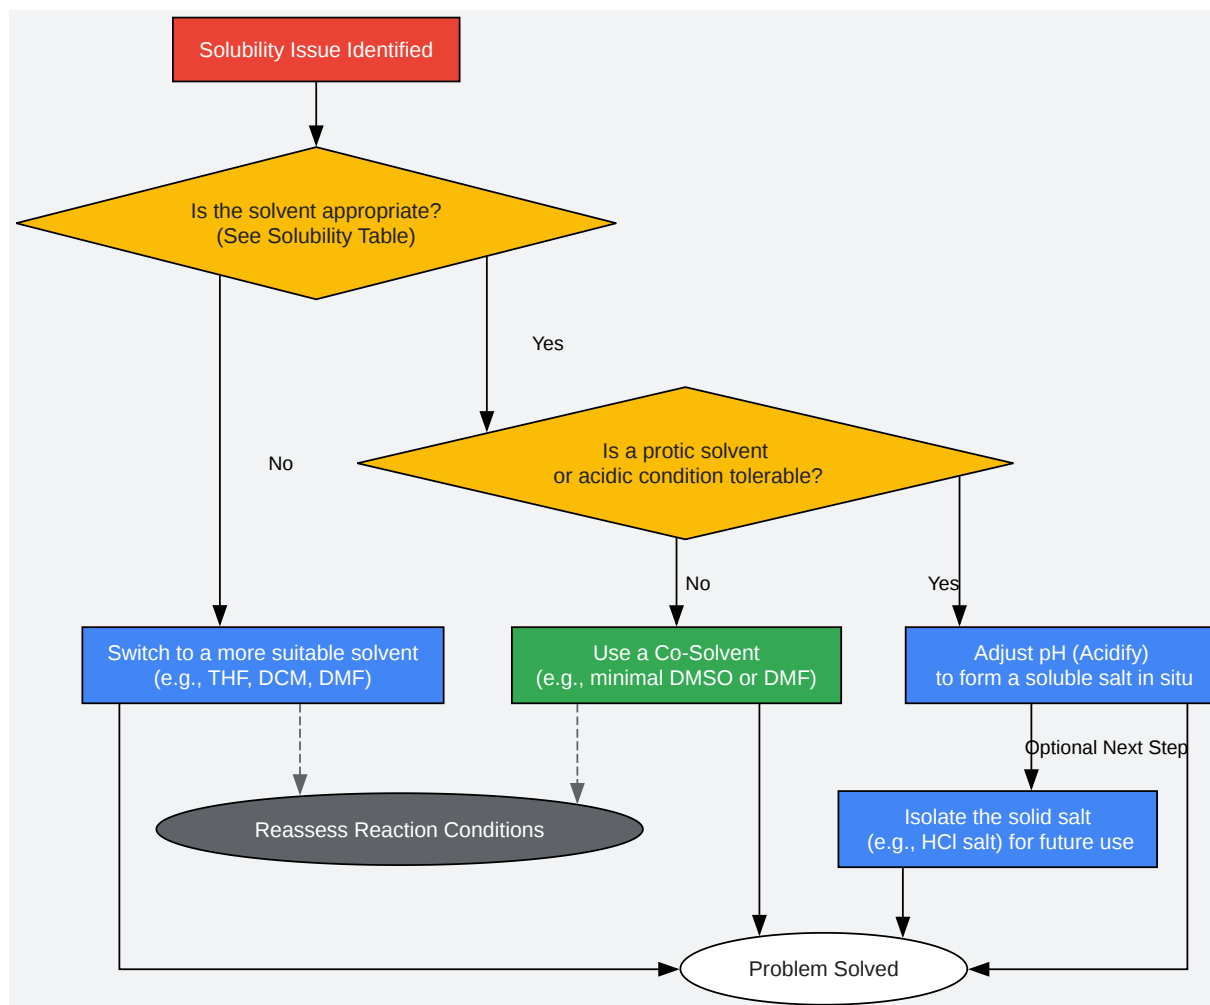 Solubility Issue Identified
Is the solvent appropriate?
(See Solubility Table)
Yes
Is a protic solvent
or acidic condition tolerable?
No
No
Yes
Switch to a more suitable solvent
(e.g., THF, DCM, DMF)
Use a Co-Solvent
(e.g., minimal DMSO or DMF)
Adjust pH (Acidify)
to form a soluble salt in situ
Optional Next Step
Isolate the solid salt
(e.g., HCl salt) for future use
Reassess Reaction Conditions
Problem Solved